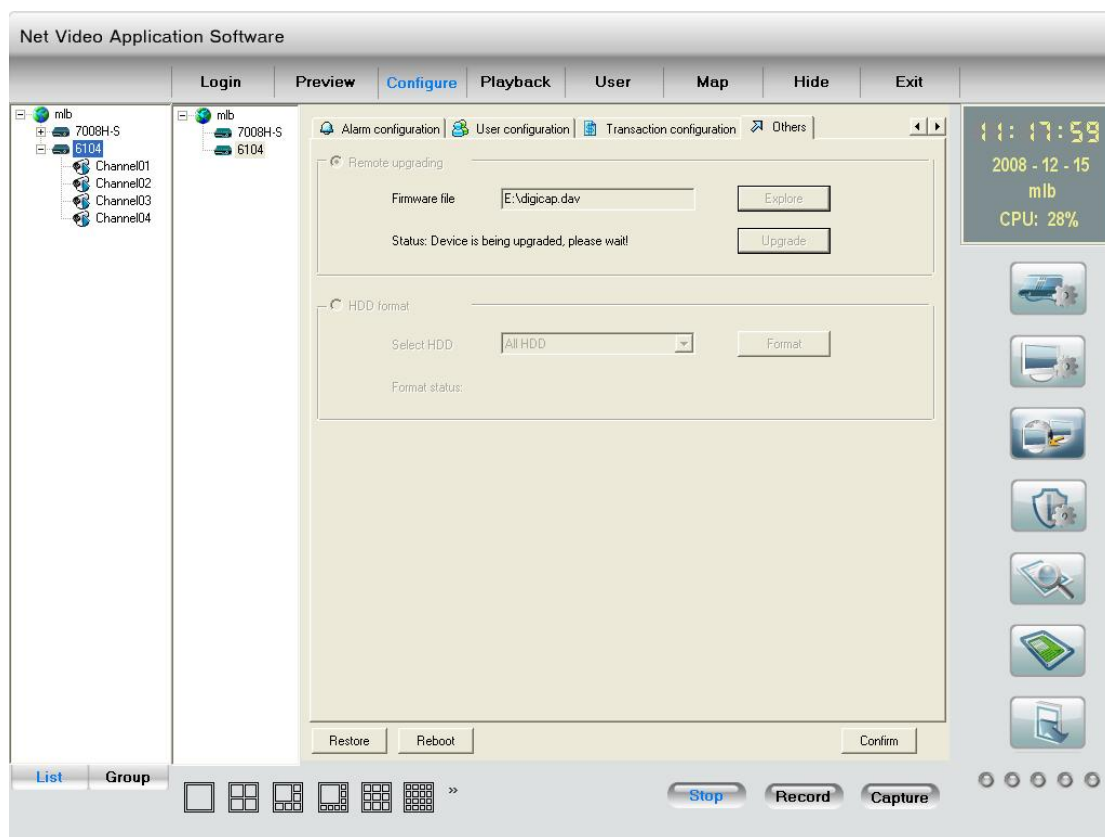 Net Video Application Software
Login Preview Configure Playback User Map Hide Exit
mlb
7008H-S
6104
Channel01
Channel02
Channel03
Channel04
mlb
7008H-S
6104
Alarm configuration User configuration Transaction configuration Others
Remote upgrading
Firmware file E:\digicap.dav Explore
Status: Device is being upgraded, please wait! Upgrade
HDD format
Select HDD All HDD Format
Format status:
Restore Reboot Confirm
11:17:59
2008 - 12 - 15
mlb
CPU: 28%
List Group
»
Stop Record Capture